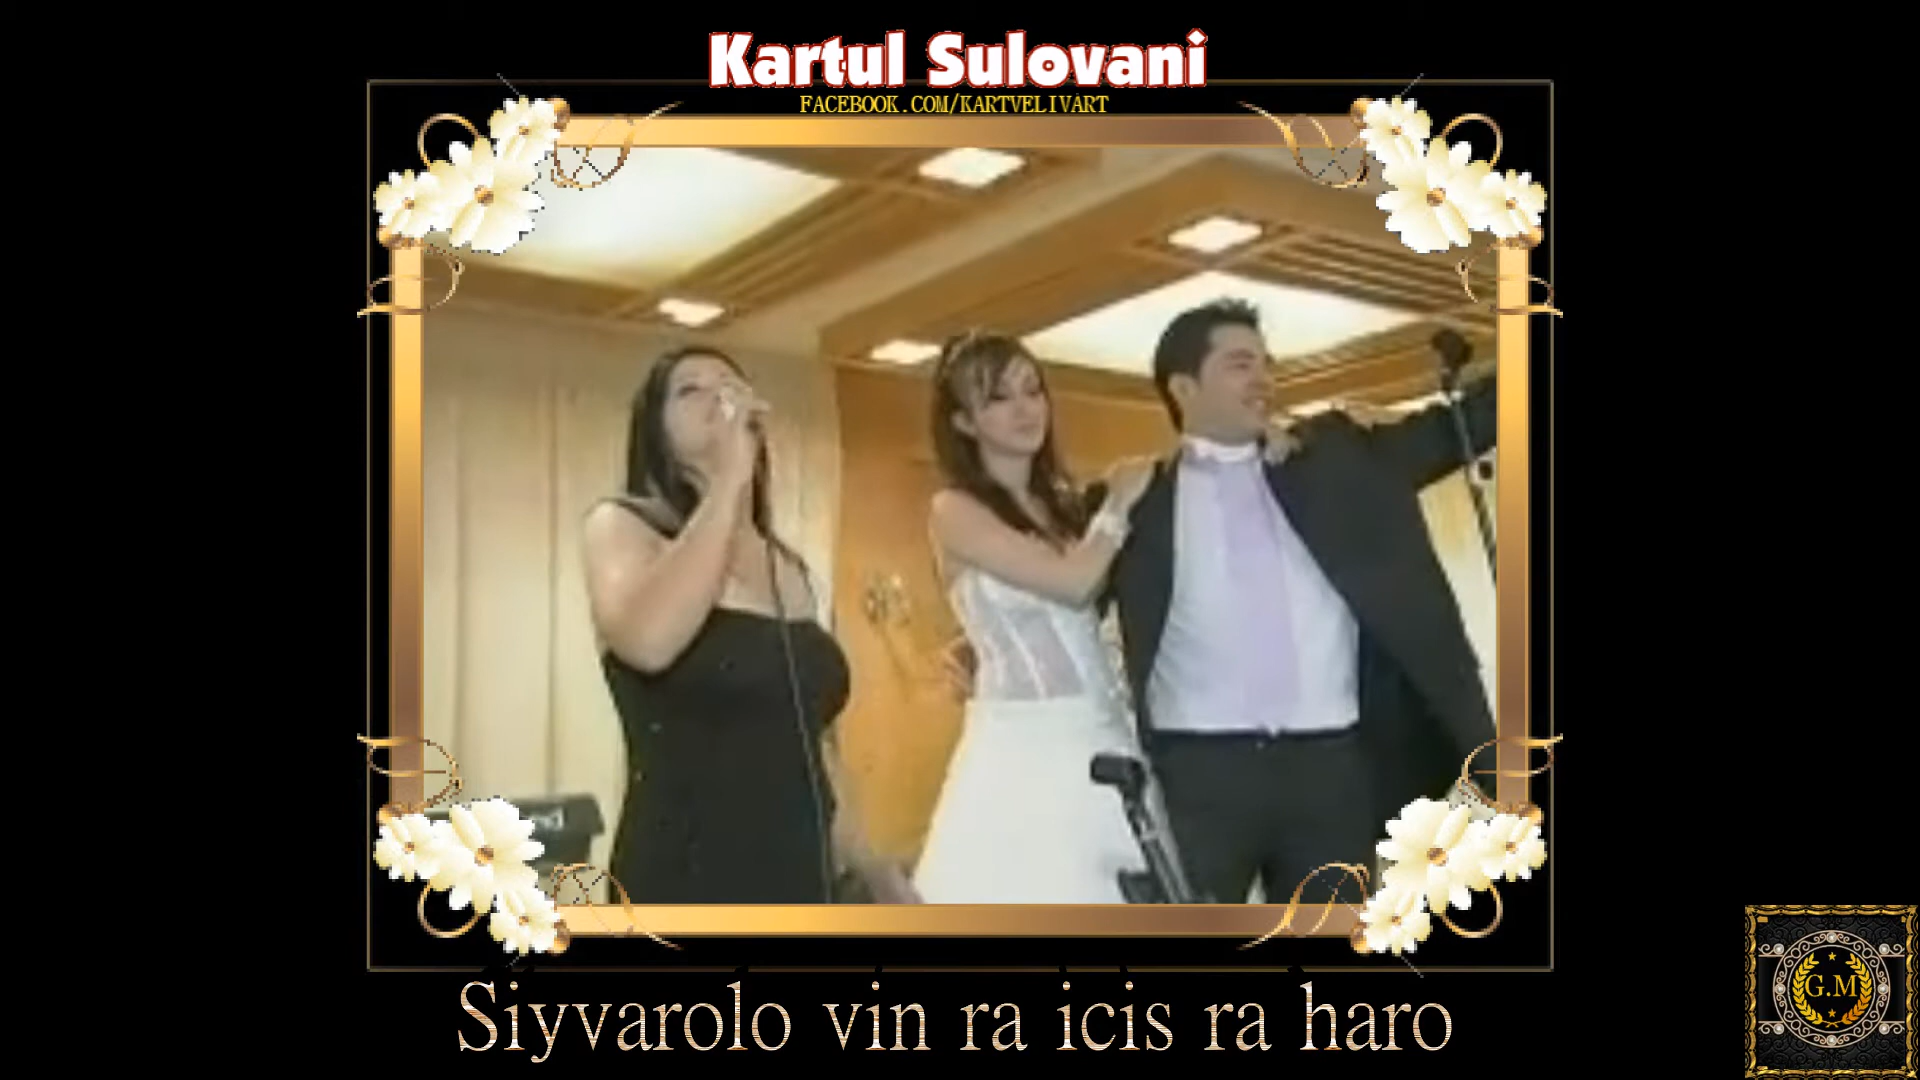 Kartul Sulovani
FACEBOOK.COM/KARTVELIVART
Siyvarolo vin ra icis ra haro
G.M